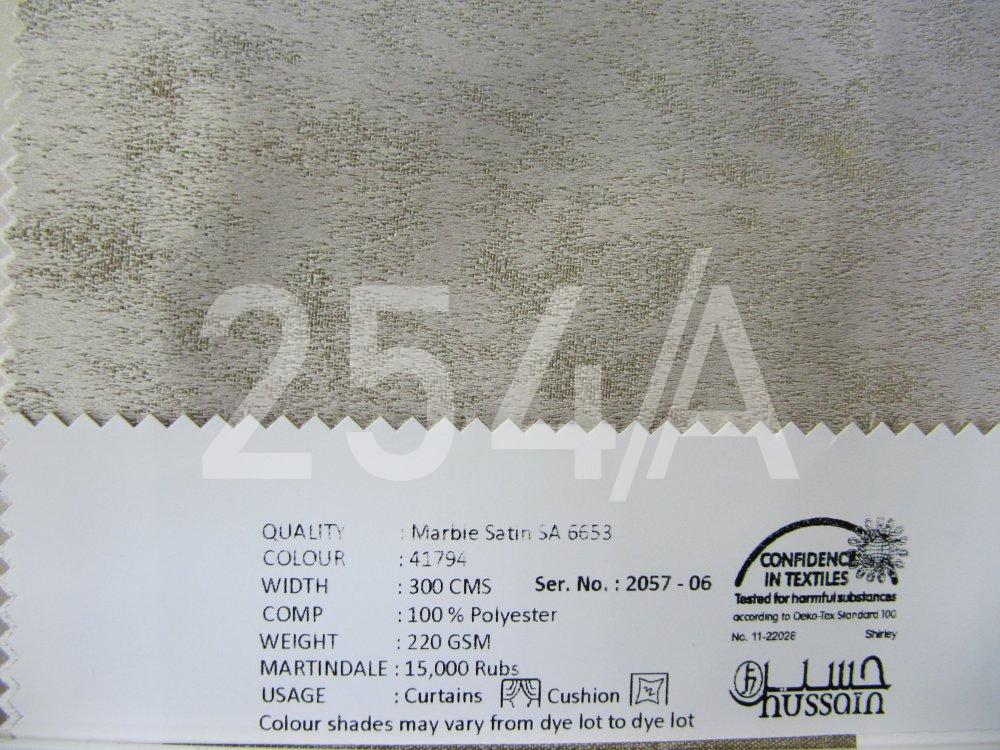 254/A
QUALITY : Marble Satin SA 6653
COLOUR : 41794
WIDTH : 300 CMS Ser. No. : 2057 - 06
COMP : 100 % Polyester
WEIGHT : 220 GSM
MARTINDALE : 15,000 Rubs
USAGE : Curtains Cushion
Colour shades may vary from dye lot to dye lot
CONFIDENCE
IN TEXTILES
Tested for harmful substances
according to Oeko-Tex Standard 100
No. 11-22028 Shirley
حسين
hussain